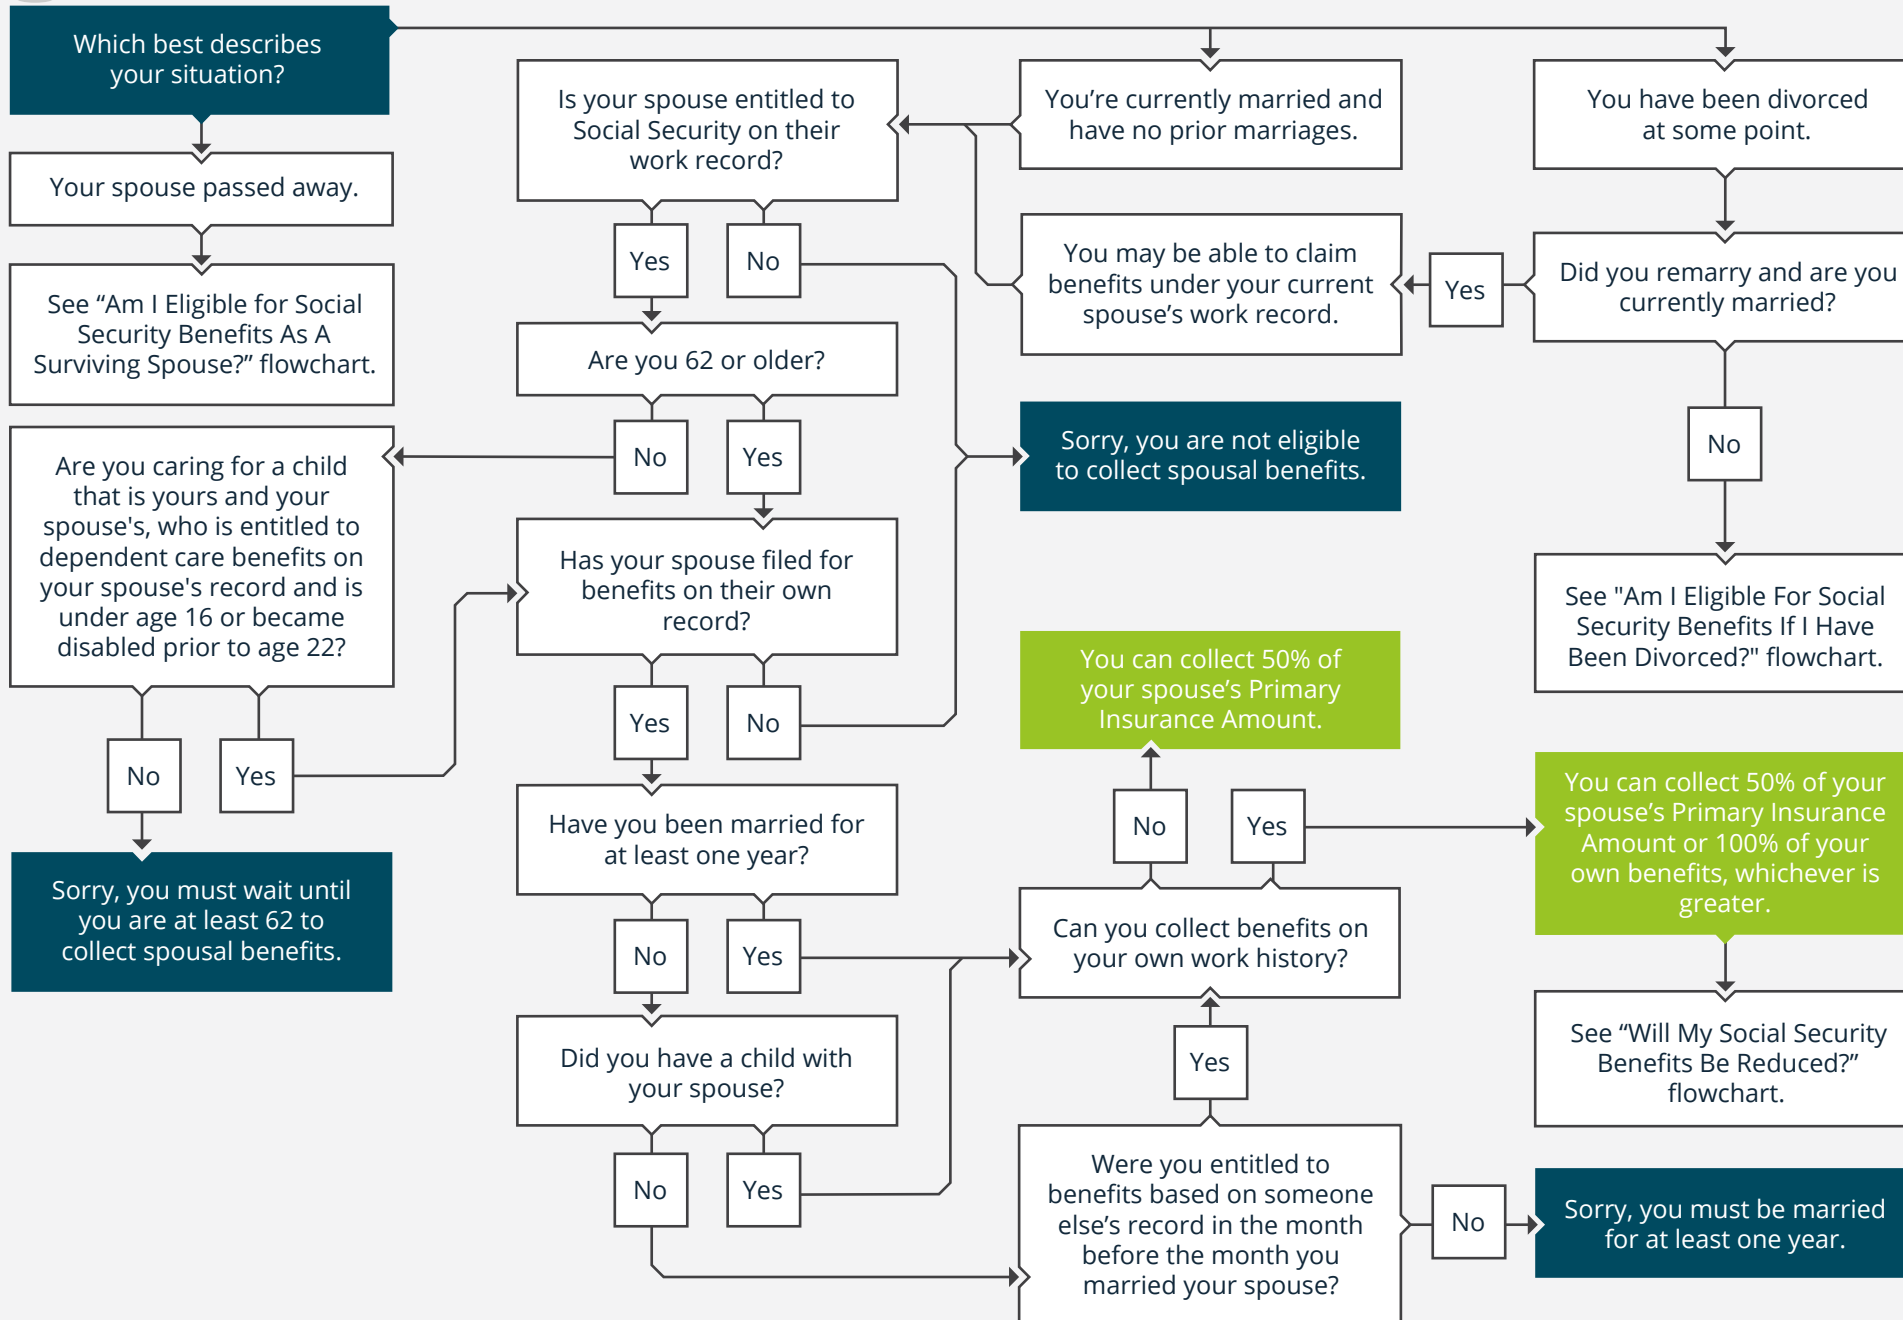 Which best describes
your situation?
Your spouse passed away.
See “Am I Eligible for Social
Security Benefits As A
Surviving Spouse?” flowchart.
You’re currently married and
have no prior marriages.
You have been divorced
at some point.
Did you remarry and are you
currently married?
Yes
You may be able to claim
benefits under your current
spouse’s work record.
No
See "Am I Eligible For Social
Security Benefits If I Have
Been Divorced?" flowchart.
Is your spouse entitled to
Social Security on their
work record?
Yes
No
Are you 62 or older?
No
Yes
Sorry, you are not eligible
to collect spousal benefits.
Are you caring for a child
that is yours and your
spouse's, who is entitled to
dependent care benefits on
your spouse's record and is
under age 16 or became
disabled prior to age 22?
No
Yes
Sorry, you must wait until
you are at least 62 to
collect spousal benefits.
Has your spouse filed for
benefits on their own
record?
Yes
No
Have you been married for
at least one year?
No
Yes
Did you have a child with
your spouse?
No
Yes
Were you entitled to
benefits based on someone
else’s record in the month
before the month you
married your spouse?
Yes
No
Sorry, you must be married
for at least one year.
Can you collect benefits on
your own work history?
No
Yes
You can collect 50% of
your spouse’s Primary
Insurance Amount.
You can collect 50% of your
spouse’s Primary Insurance
Amount or 100% of your
own benefits, whichever is
greater.
See “Will My Social Security
Benefits Be Reduced?”
flowchart.